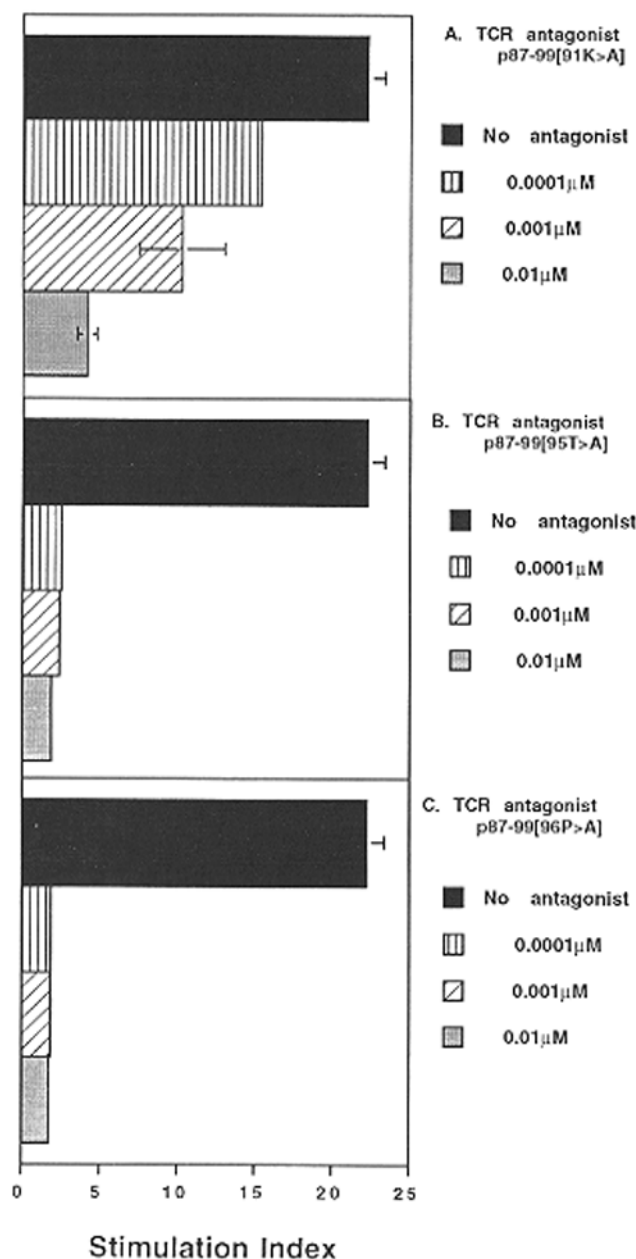 A. TCR antagonist
p87-99[91K>A]
No antagonist
0.0001µM
0.001µM
0.01µM
B. TCR antagonist
p87-99[95T>A]
No antagonist
0.0001µM
0.001µM
0.01µM
C. TCR antagonist
p87-99[96P>A]
No antagonist
0.0001µM
0.001µM
0.01µM
0 5 10 15 20 25
Stimulation Index